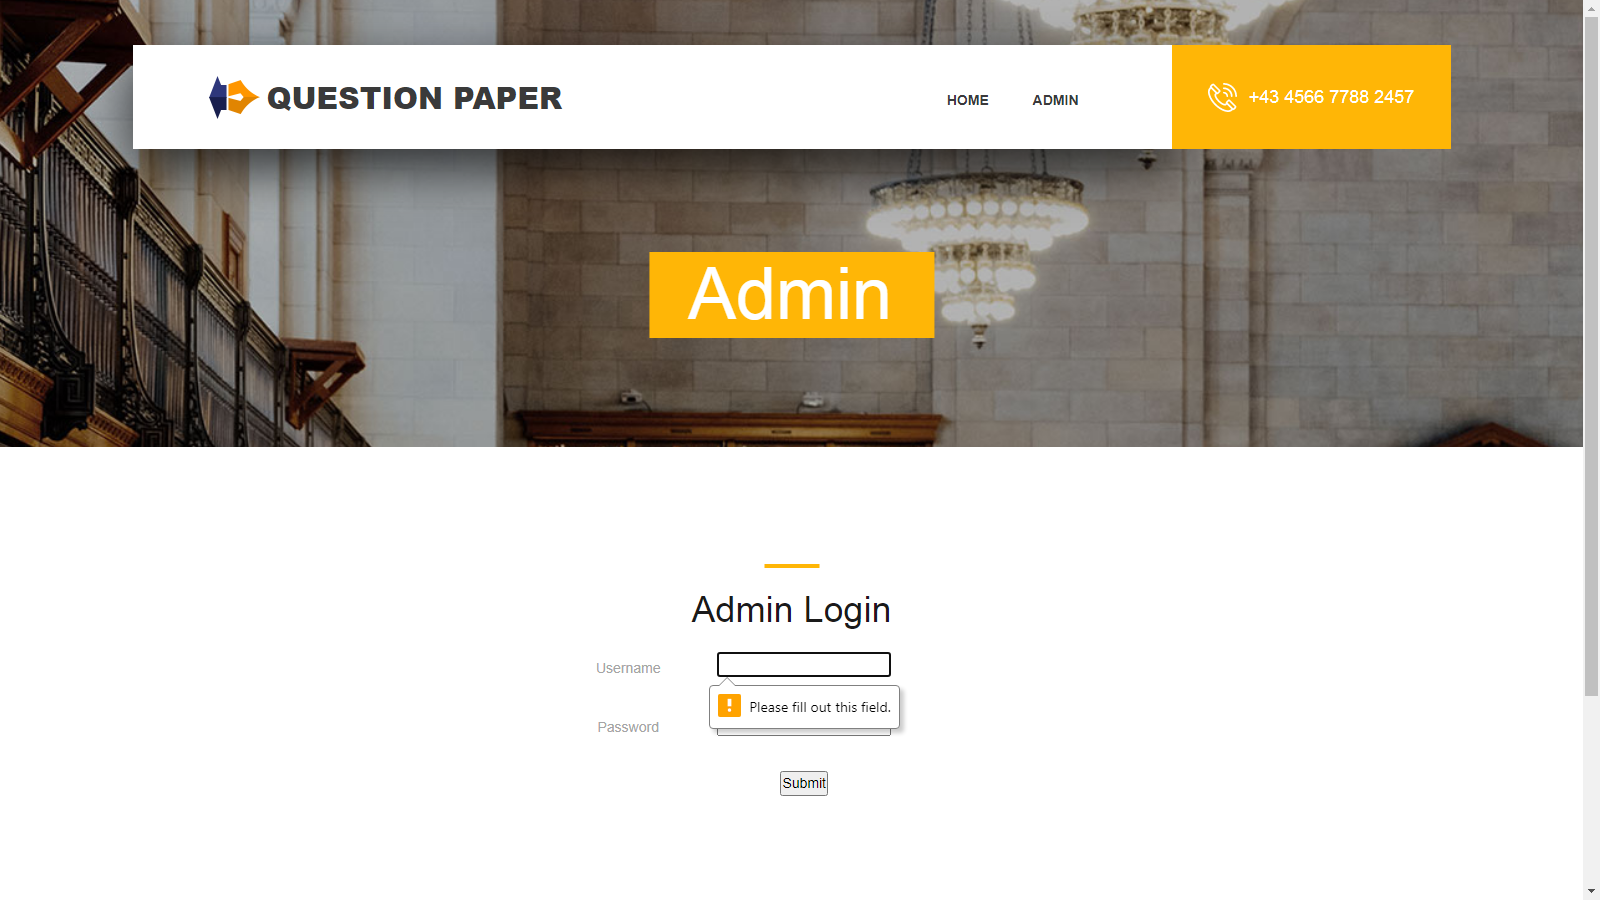 QUESTION PAPER
HOME
ADMIN
+43 4566 7788 2457
Admin
Admin Login
Username
Please fill out this field.
Password
Submit